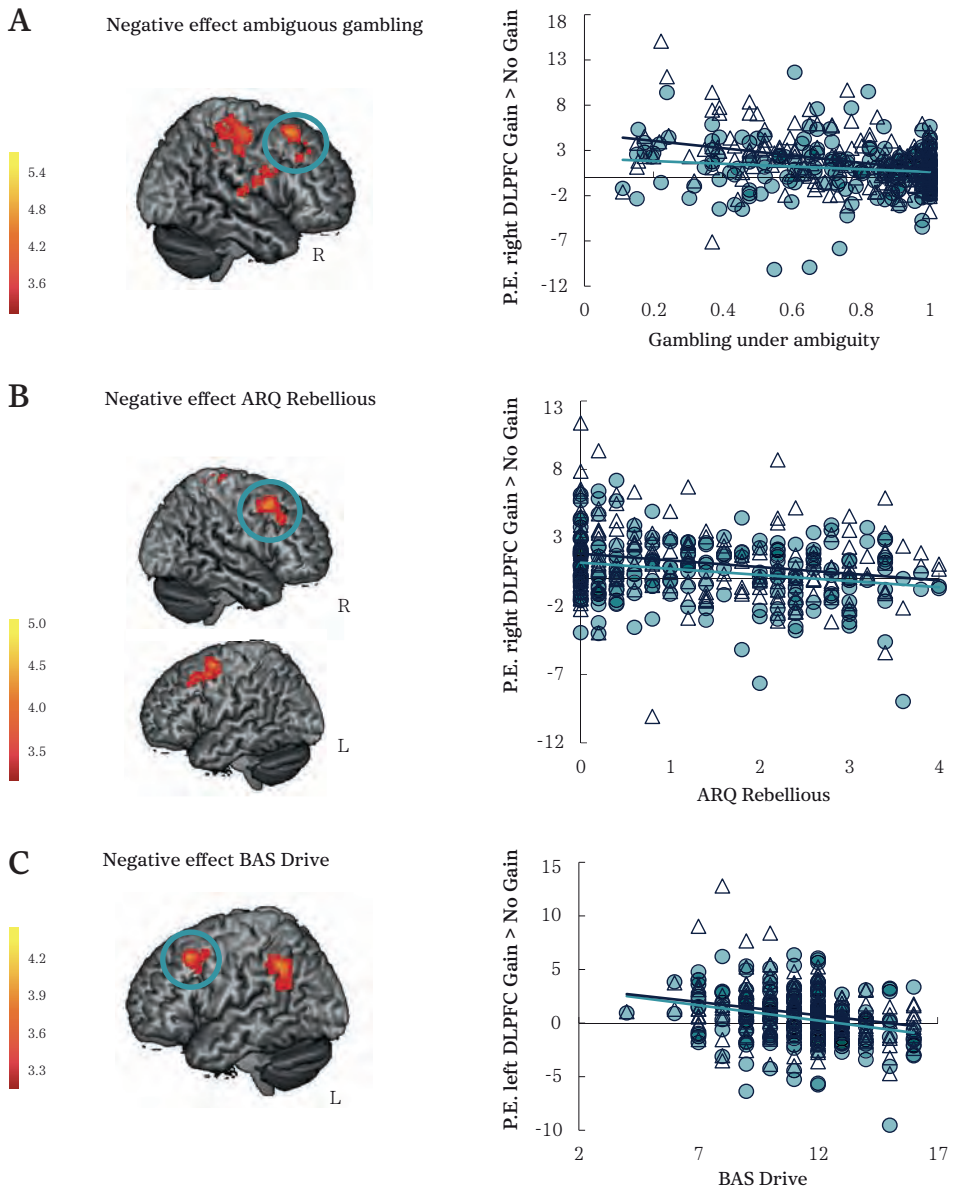 A
Negative effect ambiguous gambling
5.4
4.8
4.2
3.6
R
P.E. right DLPFC Gain > No Gain
18
13
8
3
-2
-7
-12
0
0.2
0.4
0.6
0.8
1
Gambling under ambiguity
B
Negative effect ARQ Rebellious
R
5.0
4.5
4.0
3.5
L
P.E. right DLPFC Gain > No Gain
13
8
3
-2
-7
-12
0
1
2
3
4
ARQ Rebellious
C
Negative effect BAS Drive
4.2
3.9
3.6
3.3
L
P.E. left DLPFC Gain > No Gain
15
10
5
0
-5
-10
2
7
12
17
BAS Drive